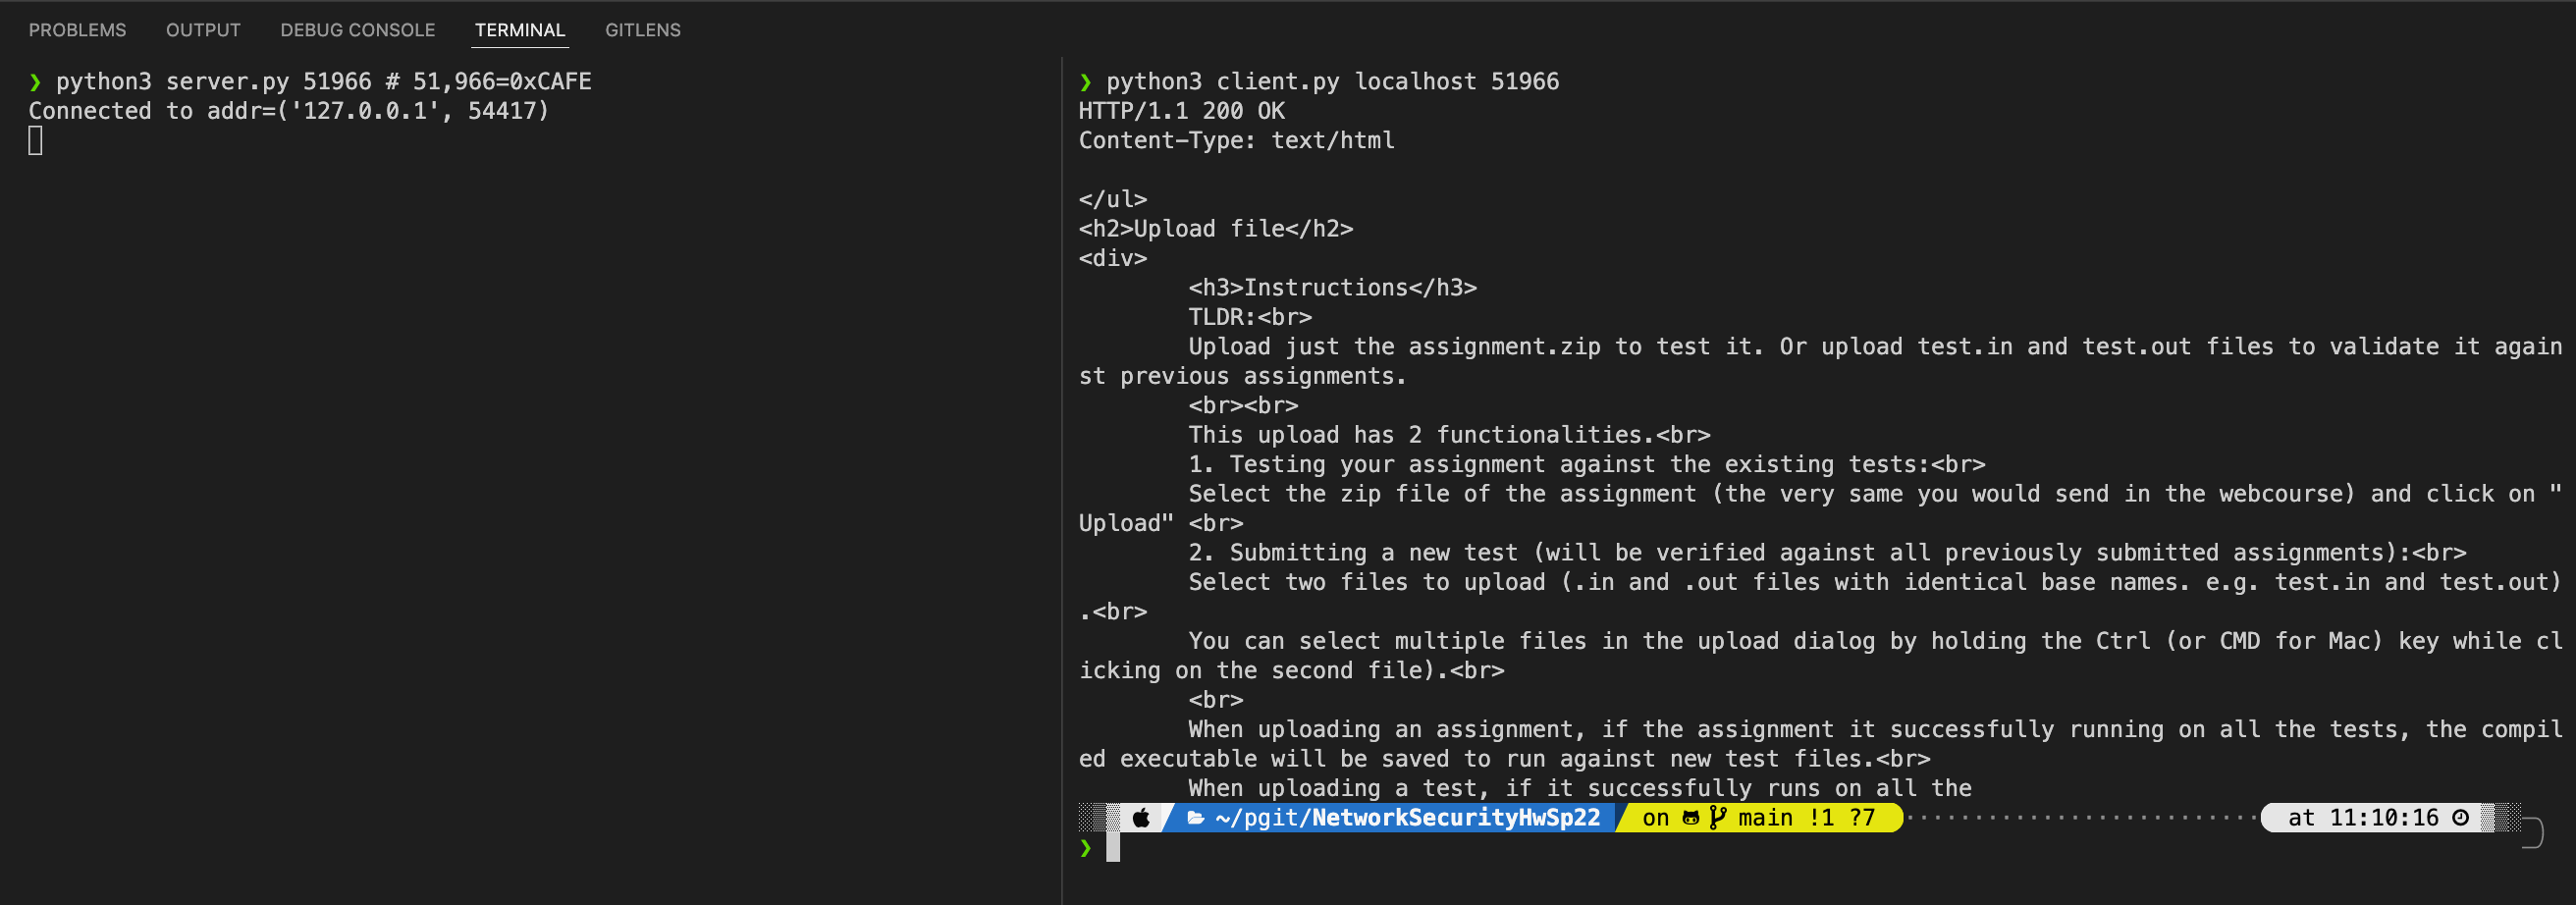 PROBLEMS OUTPUT DEBUG CONSOLE TERMINAL GITLENS
❯ python3 server.py 51966 # 51,966=0xCAFE
Connected to addr=('127.0.0.1', 54417)
❯ python3 client.py localhost 51966
HTTP/1.1 200 OK
Content-Type: text/html
</ul>
<h2>Upload file</h2>
<div>
<h3>Instructions</h3>
TLDR:<br>
Upload just the assignment.zip to test it. Or upload test.in and test.out files to validate it again
st previous assignments.
<br><br>
This upload has 2 functionalities.<br>
1. Testing your assignment against the existing tests:<br>
Select the zip file of the assignment (the very same you would send in the webcourse) and click on "
Upload" <br>
2. Submitting a new test (will be verified against all previously submitted assignments):<br>
Select two files to upload (.in and .out files with identical base names. e.g. test.in and test.out)
.<br>
You can select multiple files in the upload dialog by holding the Ctrl (or CMD for Mac) key while cl
icking on the second file).<br>
<br>
When uploading an assignment, if the assignment it successfully running on all the tests, the compil
ed executable will be saved to run against new test files.<br>
When uploading a test, if it successfully runs on all the
~/pgit/NetworkSecurityHwSp22 on main !1 ?7 at 11:10:16
❯